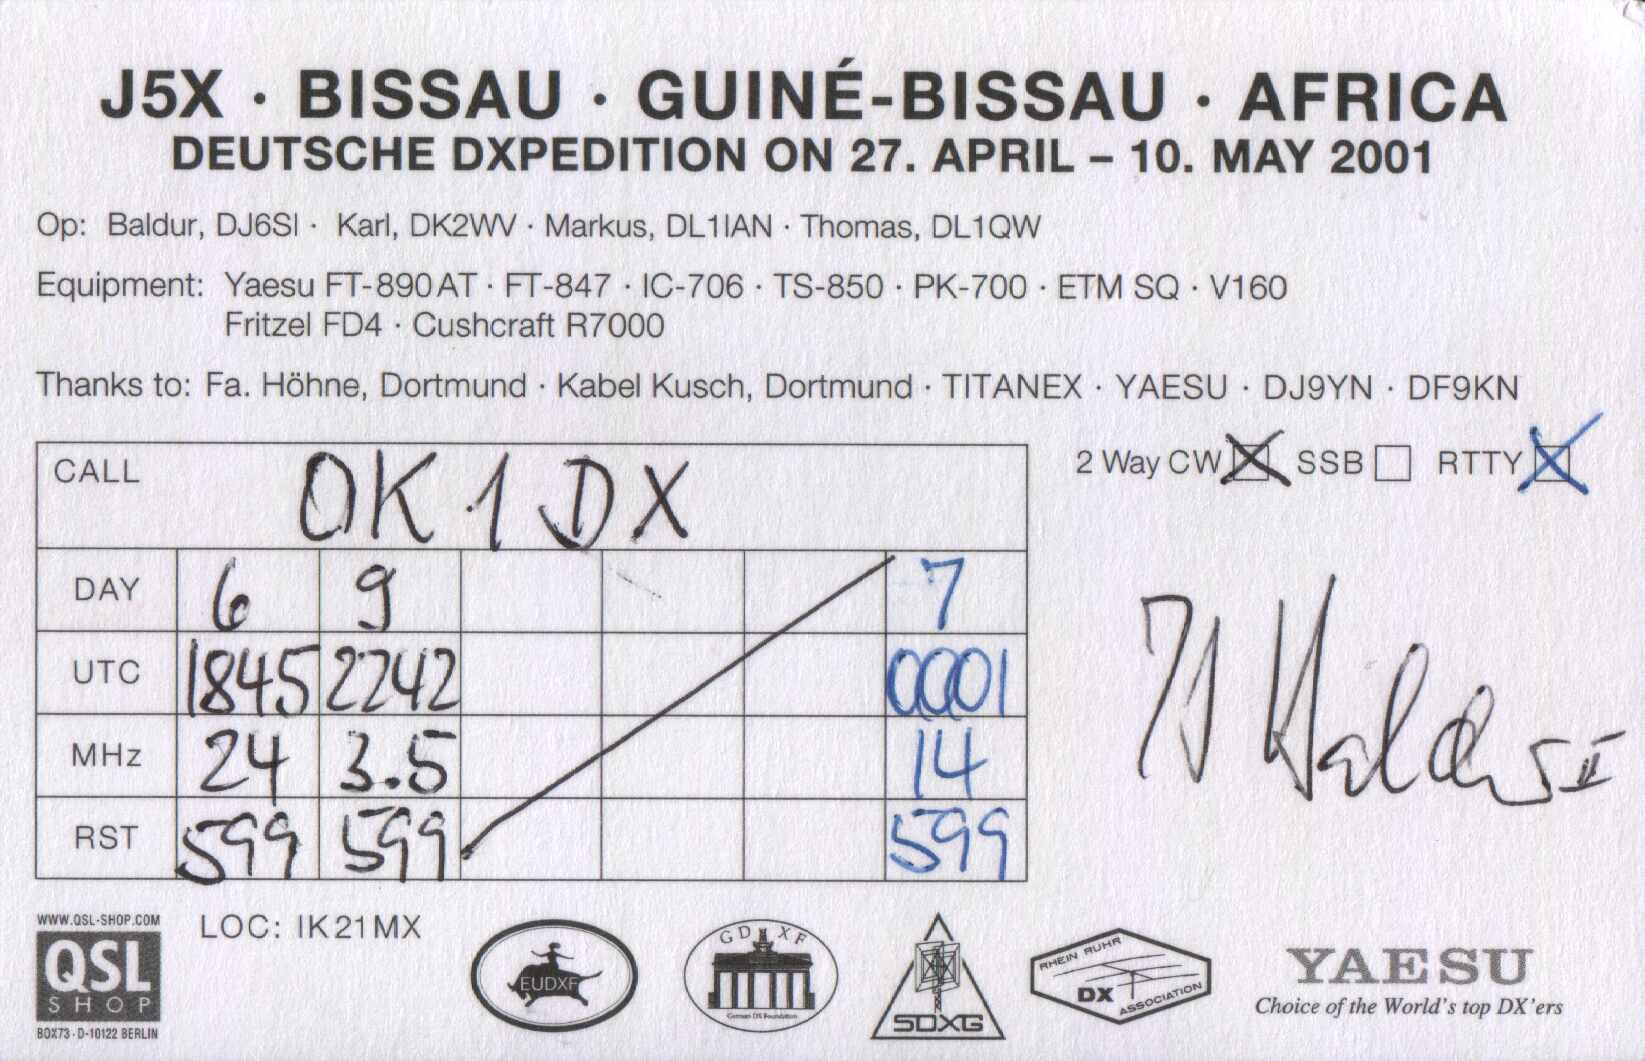 J5X · BISSAU · GUINÉ-BISSAU · AFRICA
DEUTSCHE DXPEDITION ON 27. APRIL – 10. MAY 2001
Op: Baldur, DJ6SI · Karl, DK2WV · Markus, DL1IAN · Thomas, DL1QW
Equipment: Yaesu FT-890AT · FT-847 · IC-706 · TS-850 · PK-700 · ETM SQ · V160
Fritzel FD4 · Cushcraft R7000
Thanks to: Fa. Höhne, Dortmund · Kabel Kusch, Dortmund · TITANEX · YAESU · DJ9YN · DF9KN
CALL OK1DX
2 Way CW SSB RTTY
DAY 6 9 7
UTC 1845 2242 0001
MHz 24 3.5 14
RST 599 599 599
WWW.QSL-SHOP.COM
QSL
SHOP
BOX73 · D-10122 BERLIN
LOC: IK21MX
EUDXF
GDXF
German DX Foundation
SDXG
RHEIN RUHR
DX
ASSOCIATION
YAESU
Choice of the World's top DX'ers